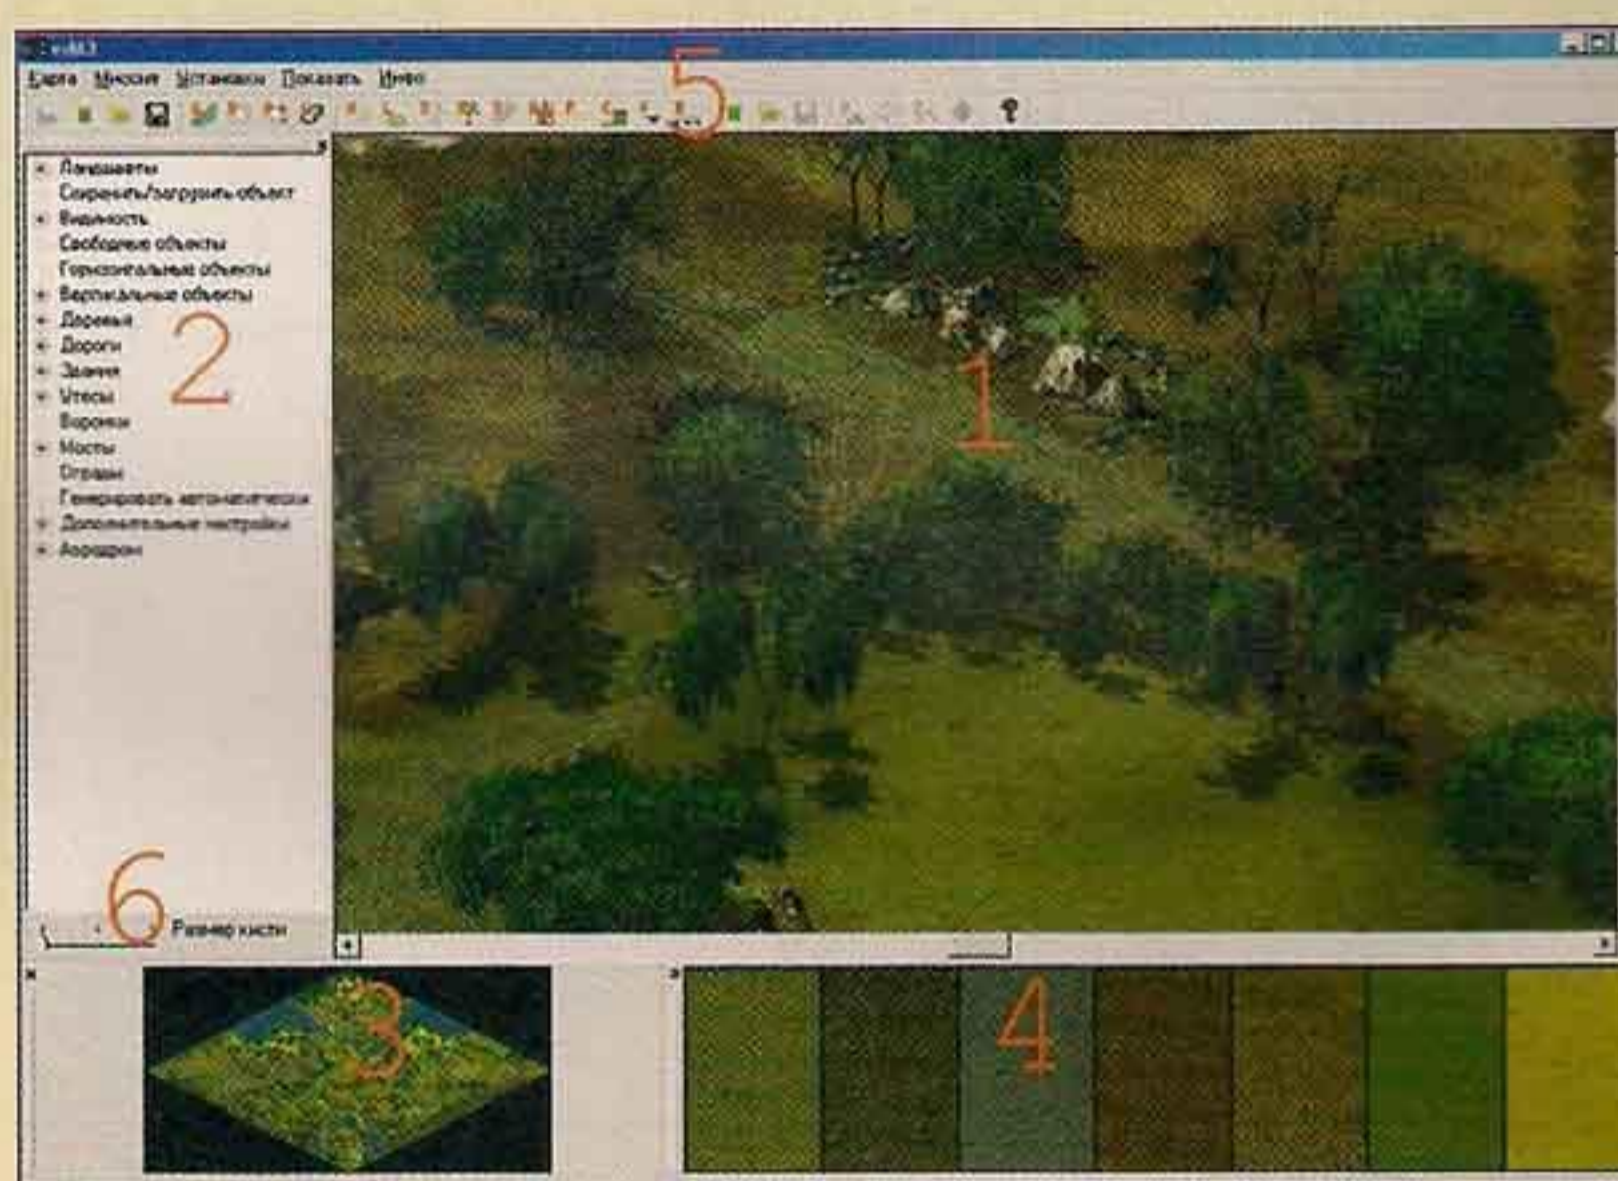 Карта Миссия Установки Показать Инфо
5
Ландшафты
Сохранить/загрузить объект
Видимость
Свободные объекты
Горизонтальные объекты
Вертикальные объекты
Деревья
Дороги
Здания
Утесы
Воронки
Мосты
Ограды
Генерировать автоматически
Дополнительные настройки
Аэродром
2
1
6
Размер кисти
3
4